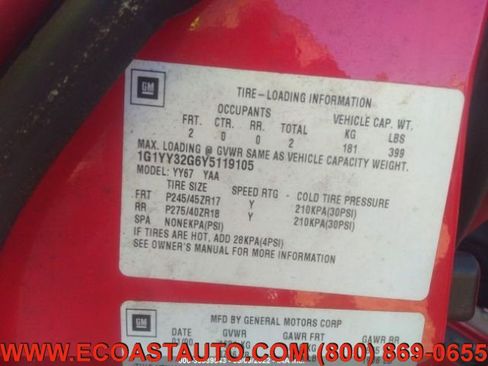 GM
TIRE-LOADING INFORMATION
OCCUPANTS VEHICLE CAP. WT.
FRT. CTR. RR. TOTAL KG LBS
2 0 0 2 181 399
MAX. LOADING @ GVWR SAME AS VEHICLE CAPACITY WEIGHT.
1G1YY32G6Y5119105
MODEL: YY67 YAA
TIRE SIZE SPEED RTG COLD TIRE PRESSURE
FRT P245/45ZR17 Y 210KPA(30PSI)
RR P275/40ZR18 Y 210KPA(30PSI)
SPA NONEKPA(PSI)
IF TIRES ARE HOT, ADD 28KPA(4PSI)
SEE OWNER'S MANUAL FOR MORE INFORMATION
GM
MFD BY GENERAL MOTORS CORP
DATE GVWR GAWR FRT GAWR RR
WWW.ECOASTAUTO.COM (800) 869-0655